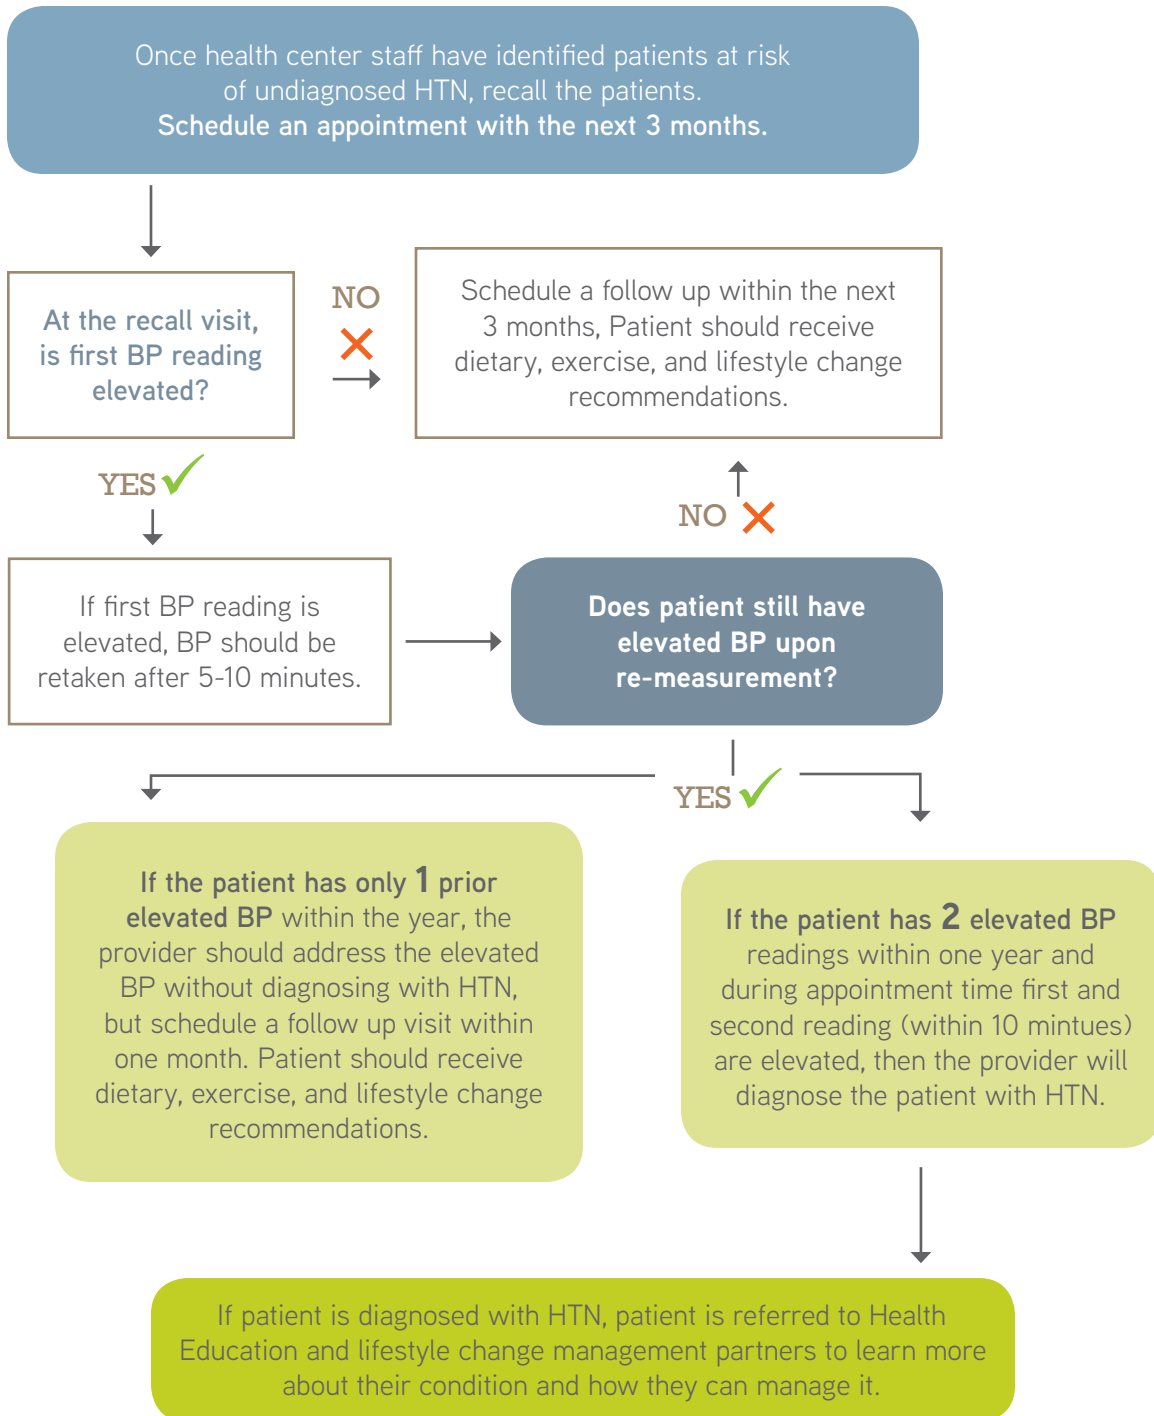 Once health center staff have identified patients at risk
of undiagnosed HTN, recall the patients.
Schedule an appointment with the next 3 months.
At the recall visit,
is first BP reading
elevated?
NO
Schedule a follow up within the next
3 months, Patient should receive
dietary, exercise, and lifestyle change
recommendations.
YES
NO
If first BP reading is
elevated, BP should be
retaken after 5-10 minutes.
Does patient still have
elevated BP upon
re-measurement?
YES
If the patient has only 1 prior
elevated BP within the year, the
provider should address the elevated
BP without diagnosing with HTN,
but schedule a follow up visit within
one month. Patient should receive
dietary, exercise, and lifestyle change
recommendations.
If the patient has 2 elevated BP
readings within one year and
during appointment time first and
second reading (within 10 mintues)
are elevated, then the provider will
diagnose the patient with HTN.
If patient is diagnosed with HTN, patient is referred to Health
Education and lifestyle change management partners to learn more
about their condition and how they can manage it.